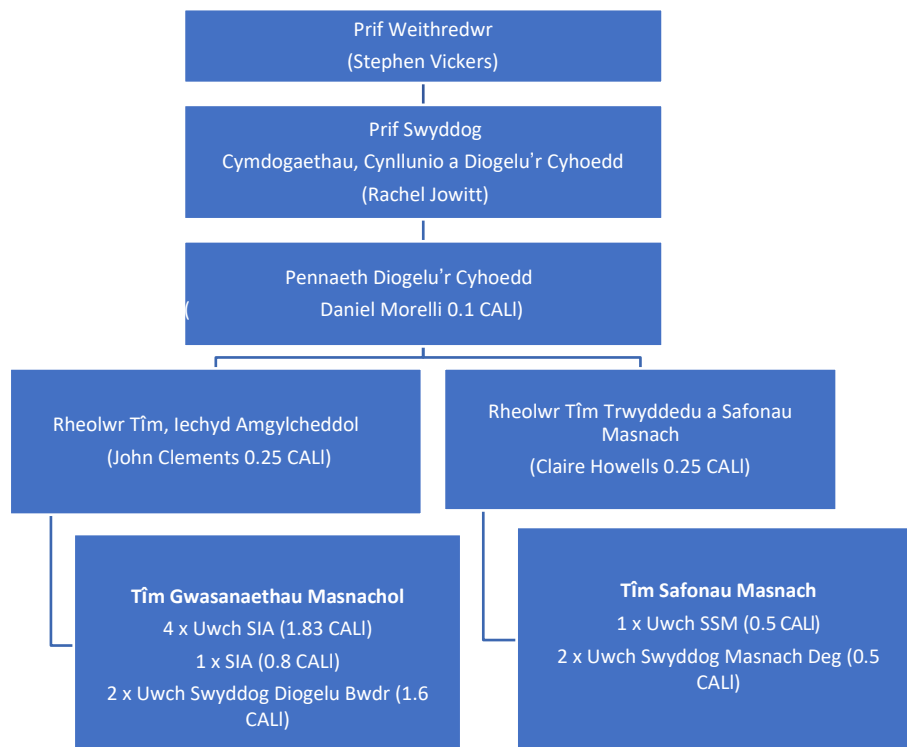 Prif Weithredwr
(Stephen Vickers)
Prif Swyddog
Cymdogaethau, Cynllunio a Diogelu’r Cyhoedd
(Rachel Jowitt)
Pennaeth Diogelu’r Cyhoedd
( Daniel Morelli 0.1 CALl)
Rheolwr Tîm, Iechyd Amgylcheddol
(John Clements 0.25 CALl)
Rheolwr Tîm Trwyddedu a Safonau
Masnach
(Claire Howells 0.25 CALl)
Tîm Gwasanaethau Masnachol
4 x Uwch SIA (1.83 CALl)
1 x SIA (0.8 CALl)
2 x Uwch Swyddog Diogelu Bwdr (1.6
CALl)
Tîm Safonau Masnach
1 x Uwch SSM (0.5 CALl)
2 x Uwch Swyddog Masnach Deg (0.5
CALl)